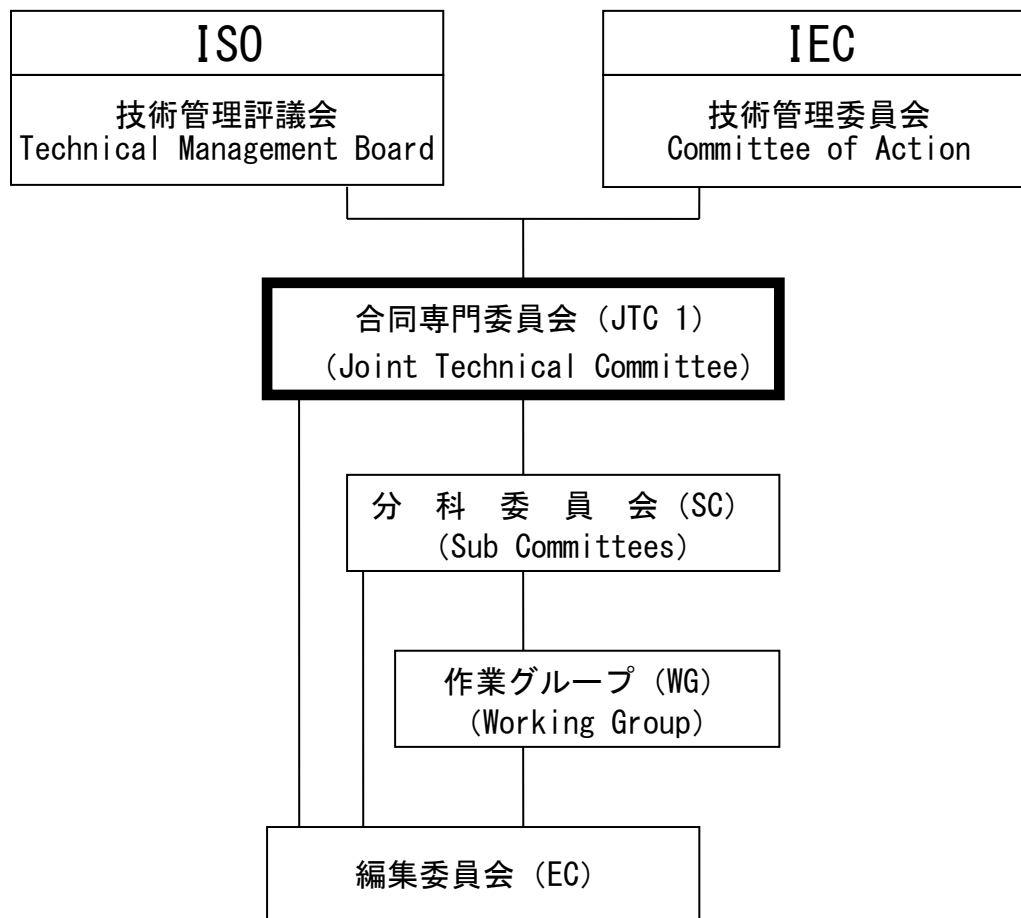 ISO
技術管理評議会
Technical Management Board
IEC
技術管理委員会
Committee of Action
合同専門委員会（JTC 1）
（Joint Technical Committee）
分 科 委 員 会（SC）
（Sub Committees）
作業グループ（WG）
（Working Group）
編集委員会（EC）